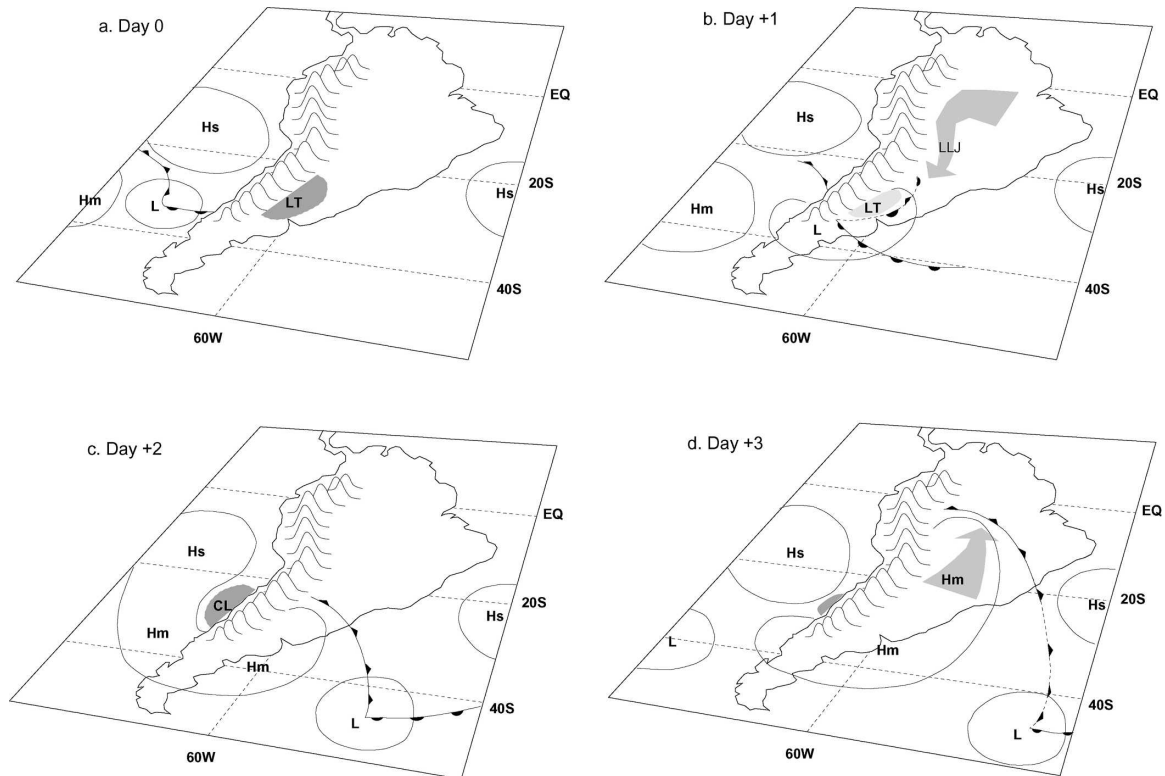 a. Day 0
Hs
EQ
Hm
L
LT
Hs
20S
40S
60W
b. Day +1
EQ
Hs
LLJ
Hs
20S
Hm
LT
L
40S
60W
c. Day +2
EQ
Hs
CL
Hs
20S
Hm
Hm
L
40S
60W
d. Day +3
EQ
Hs
Hm
Hs
20S
L
Hm
40S
L
60W